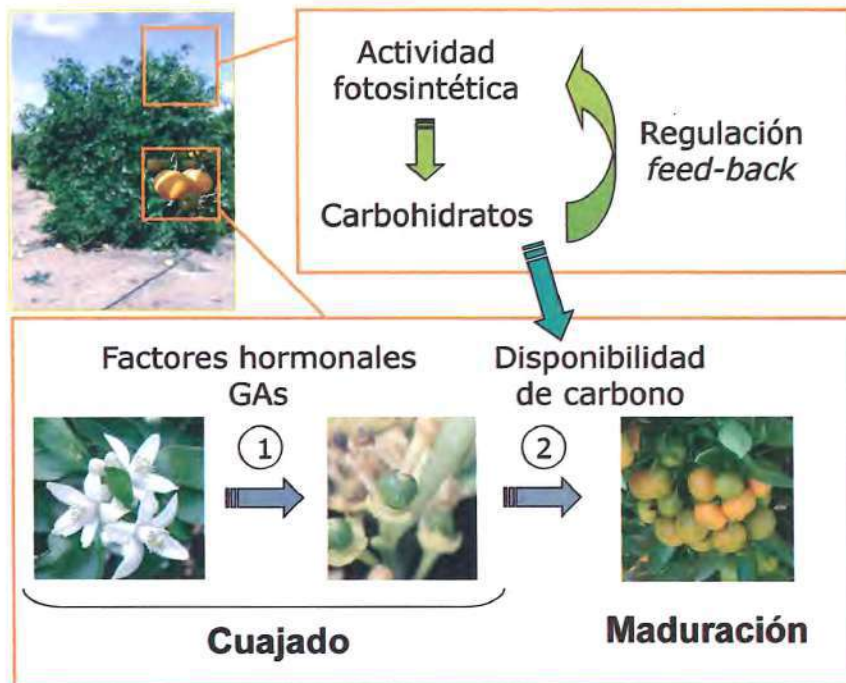 Actividad
fotosintética
Carbohidratos
Regulación
feed-back
Factores hormonales
GAs
Disponibilidad
de carbono
1
2
Cuajado
Maduración